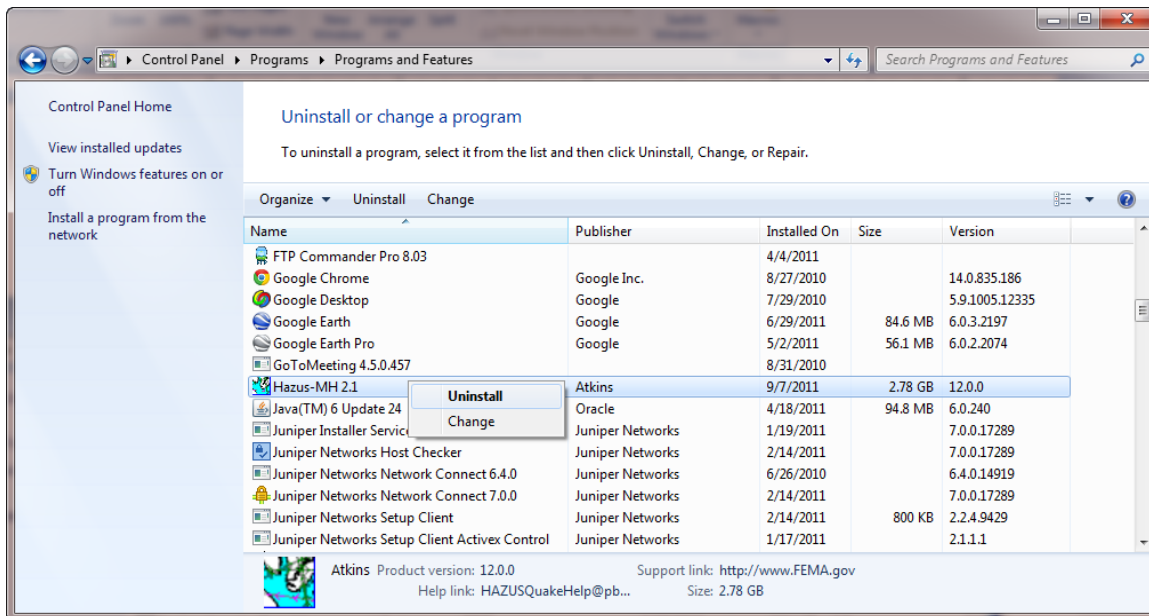 Control Panel Programs Programs and Features Search Programs and Features
Control Panel Home
View installed updates
Turn Windows features on or
off
Install a program from the
network
Uninstall or change a program
To uninstall a program, select it from the list and then click Uninstall, Change, or Repair.
Organize Uninstall Change
Name Publisher Installed On Size Version
FTP Commander Pro 8.03 4/4/2011
Google Chrome Google Inc. 8/27/2010 14.0.835.186
Google Desktop Google 7/29/2010 5.9.1005.12335
Google Earth Google 6/29/2011 84.6 MB 6.0.3.2197
Google Earth Pro Google 5/2/2011 56.1 MB 6.0.2.2074
GoToMeeting 4.5.0.457 8/31/2010
Hazus-MH 2.1 Atkins 9/7/2011 2.78 GB 12.0.0
Uninstall
Change
Java(TM) 6 Update 24 Oracle 4/18/2011 94.8 MB 6.0.240
Juniper Installer Service Juniper Networks 1/19/2011 7.0.0.17289
Juniper Networks Host Checker Juniper Networks 2/14/2011 7.0.0.17289
Juniper Networks Network Connect 6.4.0 Juniper Networks 6/26/2010 6.4.0.14919
Juniper Networks Network Connect 7.0.0 Juniper Networks 2/14/2011 7.0.0.17289
Juniper Networks Setup Client Juniper Networks 2/14/2011 800 KB 2.2.4.9429
Juniper Networks Setup Client Activex Control Juniper Networks 1/17/2011 2.1.1.1
Atkins Product version: 12.0.0 Support link: http://www.FEMA.gov
Help link: HAZUSQuakeHelp@pb... Size: 2.78 GB